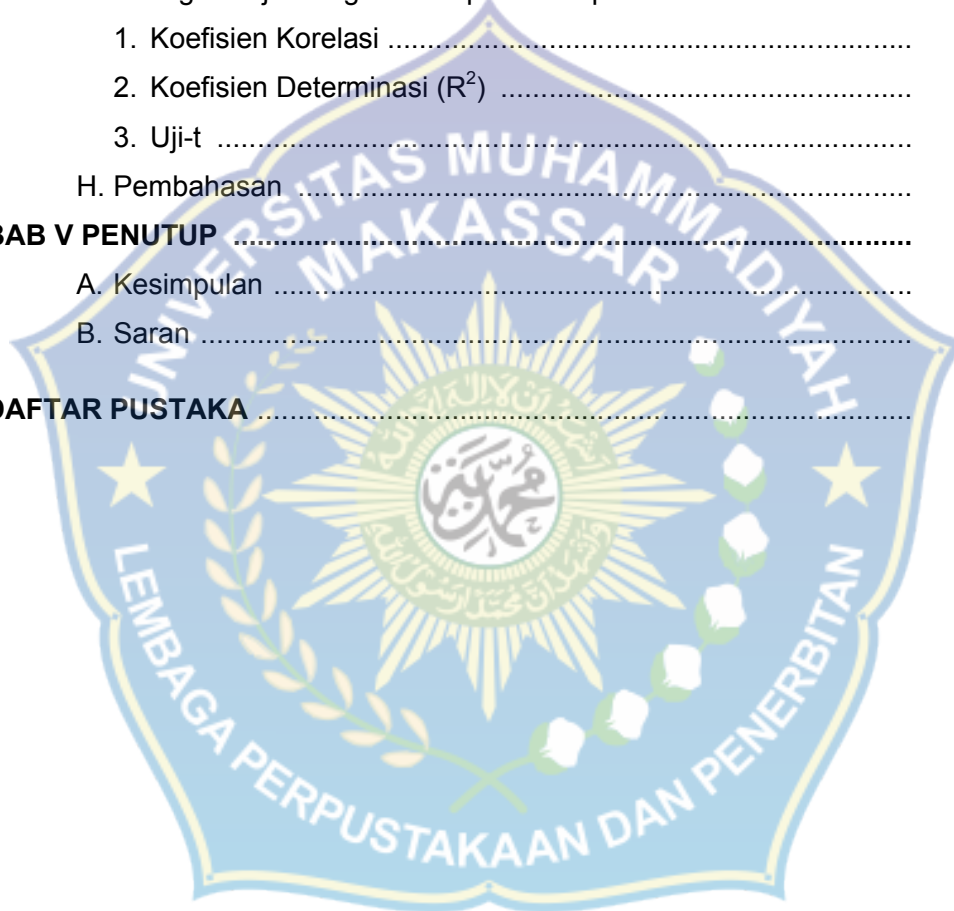 1. Koefisien Korelasi ..................................................................
2. Koefisien Determinasi (R²) ....................................................
3. Uji-t .......................................................................................
H. Pembahasan .............................................................................
BAB V PENUTUP .....................................................................................
A. Kesimpulan ................................................................................
B. Saran .........................................................................................
DAFTAR PUSTAKA ..................................................................................
UNIVERSITAS MUHAMMADIYAH
MAKASSAR
LEMBAGA PERPUSTAKAAN DAN PENERBITAN
محمد